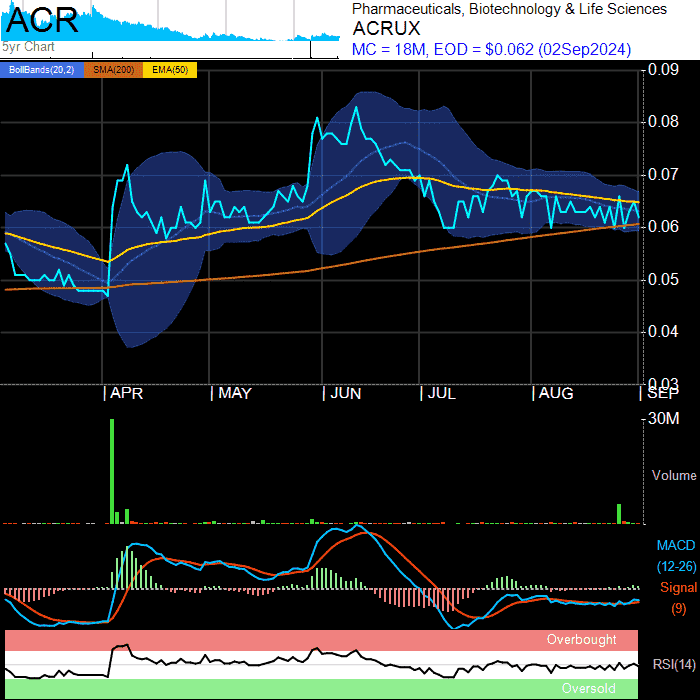 ACR
5yr Chart
Pharmaceuticals, Biotechnology & Life Sciences
ACRUX
MC = 18M, EOD = $0.062 (02Sep2024)
BollBands(20,2) SMA(200) EMA(50)
0.09
0.08
0.07
0.06
0.05
0.04
0.03
APR MAY JUN JUL AUG SEP
30M
Volume
MACD
(12-26)
Signal
(9)
Overbought
RSI(14)
Oversold